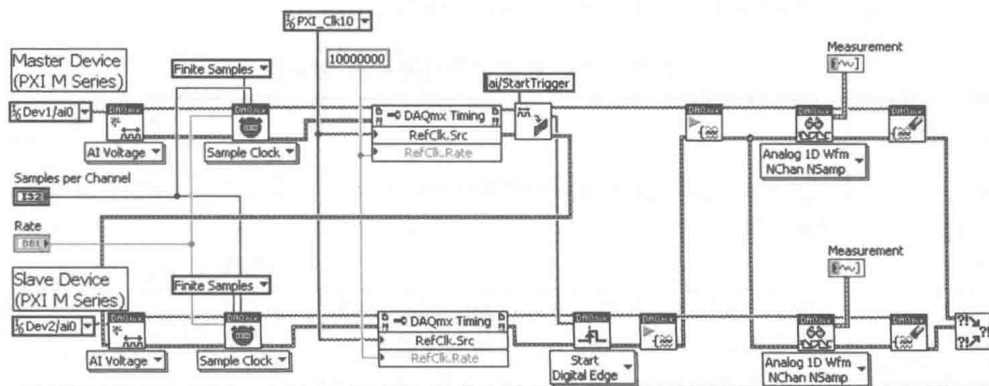 PXI_Clk10
10000000
Master Device
(PXI M Series)
Finite Samples
ai/StartTrigger
Measurement
Dev1/ai0
DAQmx Timing
RefClk.Src
RefClk.Rate
AI Voltage
Sample Clock
Analog 1D Wfm
NChan NSamp
Samples per Channel
I32
Rate
DBL
Measurement
Slave Device
(PXI M Series)
Finite Samples
Dev2/ai0
DAQmx Timing
RefClk.Src
RefClk.Rate
AI Voltage
Sample Clock
Start
Digital Edge
Analog 1D Wfm
NChan NSamp